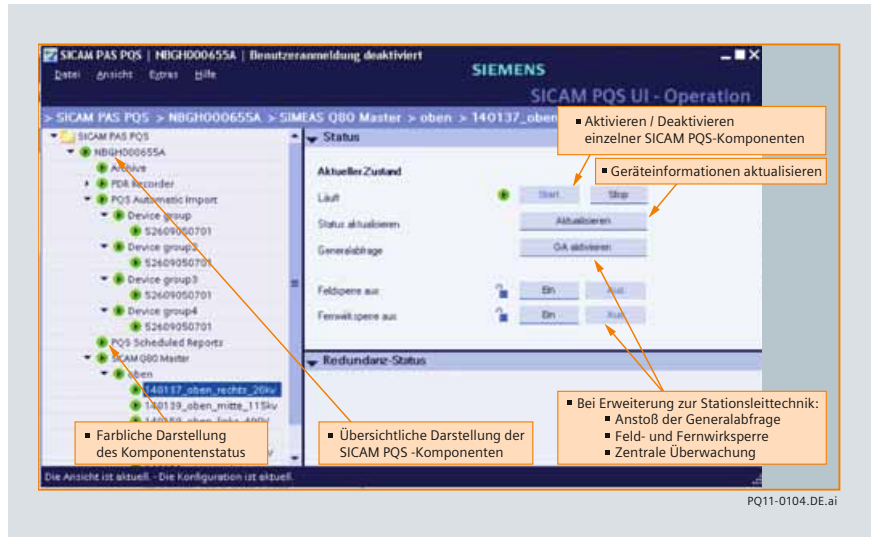 SICAM PAS PQS | NBGH000655A | Benutzeranmeldung deaktiviert
Datei Ansicht Extras Hilfe
SIEMENS
SICAM PQS UI - Operation
> SICAM PAS PQS > NBGH000655A > SIMEAS Q80 Master > oben > 140137_oben
▪ Aktivieren / Deaktivieren
einzelner SICAM PQS-Komponenten
SICAM PAS PQS
NBGH000655A
Archive
PDR Recorder
PQS Automatic Import
Device group
52609050701
Device group2
52609050701
Device group3
52609050701
Device group4
52609050701
PQS Scheduled Reports
SICAM Q80 Master
oben
140137_oben_rechts_20kv
140139_oben_mitte_115kv
Status
Aktueller Zustand
▪ Geräteinformationen aktualisieren
Läuft
Start
Stop
Status aktualisieren
Aktualisieren
Generalabfrage
GA aktivieren
Feldsperre aus
Ein
Aus
Fernwirksperre aus
Ein
Aus
Redundanz-Status
▪ Farbliche Darstellung
des Komponentenstatus
▪ Übersichtliche Darstellung der
SICAM PQS -Komponenten
▪ Bei Erweiterung zur Stationsleittechnik:
▪ Anstoß der Generalabfrage
▪ Feld- und Fernwirksperre
▪ Zentrale Überwachung
Die Ansicht ist aktuell. - Die Konfiguration ist aktuell.
PQ11-0104.DE.ai